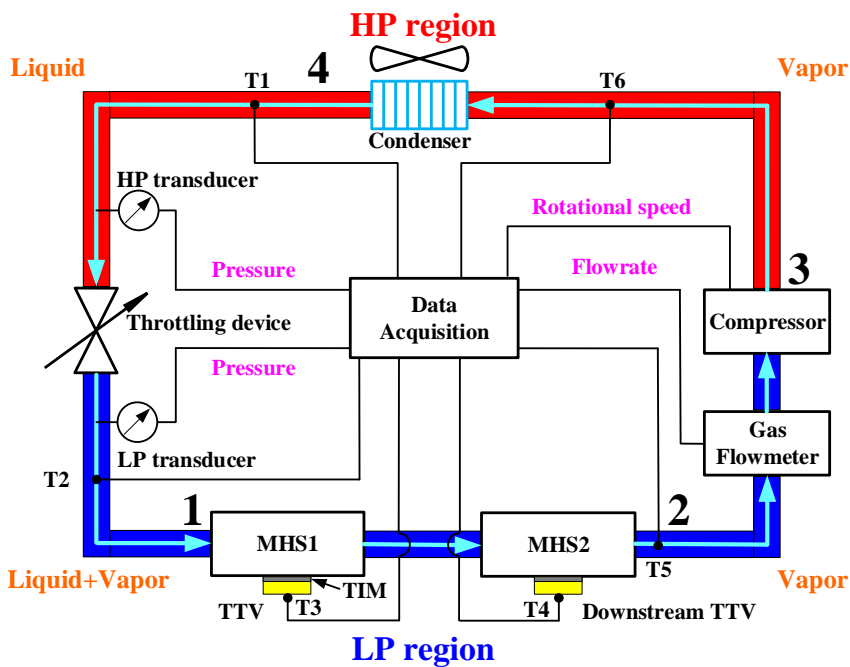 HP region
Liquid
4
T1
T6
Vapor
Condenser
HP transducer
Rotational speed
Pressure
Flowrate
3
Data
Acquisition
Throttling device
Compressor
Pressure
Gas
Flowmeter
LP transducer
T2
1
MHS1
MHS2
2
T5
Liquid+Vapor
TIM
TTV
T3
T4
Downstream TTV
Vapor
LP region